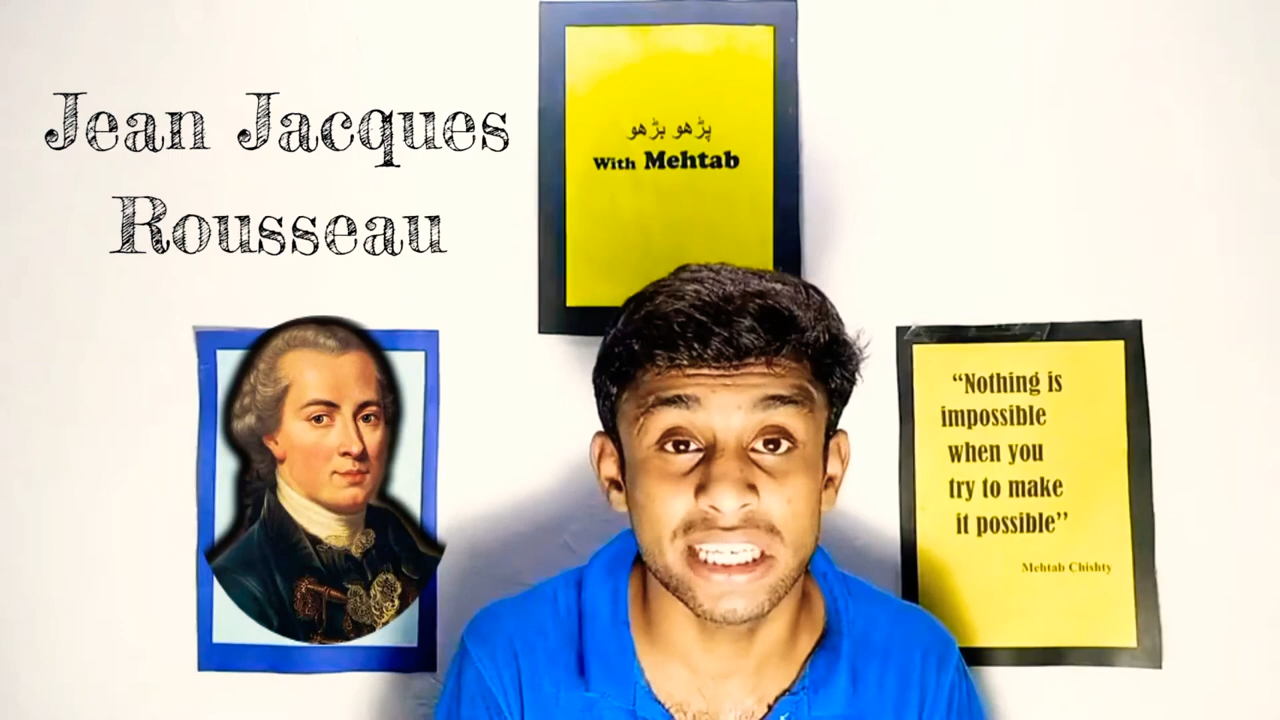 Jean Jacques
Rousseau
پڑھو بڑھو
With Mehtab
“Nothing is
impossible
when you
try to make
it possible”
Mehtab Chishty